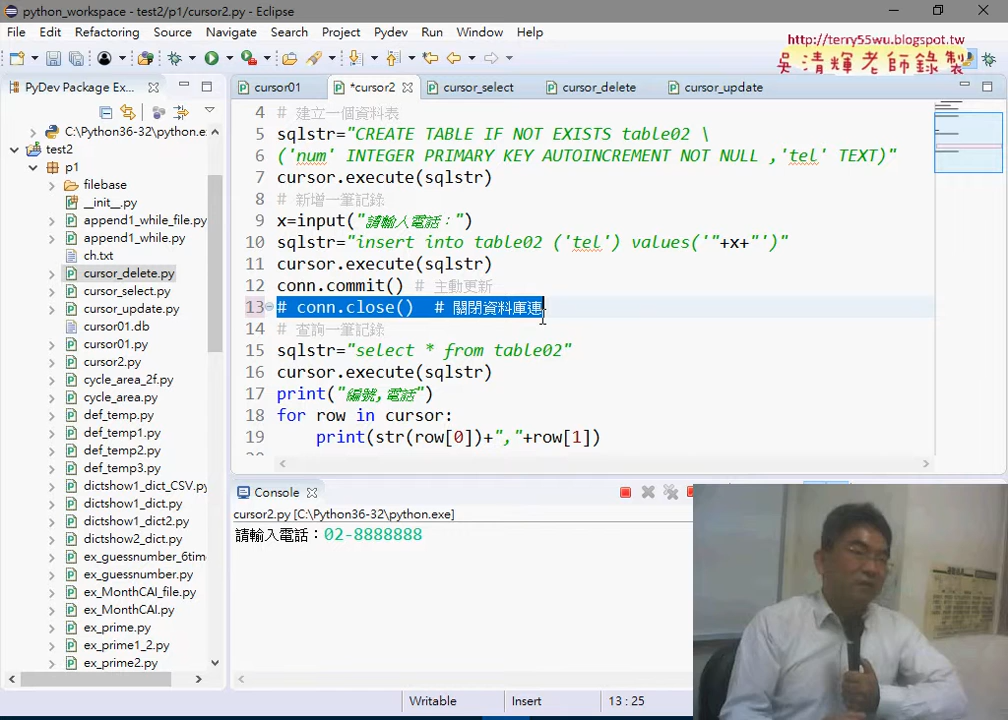 python_workspace - test2/p1/cursor2.py - Eclipse
File Edit Refactoring Source Navigate Search Project Pydev Run Window Help
http://terry55wu.blogspot.tw
吳清輝老師錄製
PyDev Package Ex...
cursor01 *cursor2 cursor_select cursor_delete cursor_update
C:\Python36-32\python.e
test2
p1
filebase
__init__.py
append1_while_file.py
append1_while.py
ch.txt
cursor_delete.py
cursor_select.py
cursor_update.py
cursor01.db
cursor01.py
cursor2.py
cycle_area_2f.py
cycle_area.py
def_temp.py
def_temp1.py
def_temp2.py
def_temp3.py
dictshow1_dict_CSV.py
dictshow1_dict.py
dictshow1_dict2.py
dictshow2_dict.py
ex_guessnumber_6tim
ex_guessnumber.py
ex_MonthCAI_file.py
ex_MonthCAI.py
ex_prime.py
ex_prime1_2.py
ex_prime2.py
4 # 建立一個資料表
5 sqlstr="CREATE TABLE IF NOT EXISTS table02 \
6 ('num' INTEGER PRIMARY KEY AUTOINCREMENT NOT NULL ,'tel' TEXT)"
7 cursor.execute(sqlstr)
8 # 新增一筆記錄
9 x=input("請輸入電話：")
10 sqlstr="insert into table02 ('tel') values('"+x+"')"
11 cursor.execute(sqlstr)
12 conn.commit() # 主動更新
13 # conn.close()  # 關閉資料庫連
14 # 查詢一筆記錄
15 sqlstr="select * from table02"
16 cursor.execute(sqlstr)
17 print("編號,電話")
18 for row in cursor:
19     print(str(row[0])+","+row[1])
Console
cursor2.py [C:\Python36-32\python.exe]
請輸入電話：02-8888888
Writable Insert 13 : 25